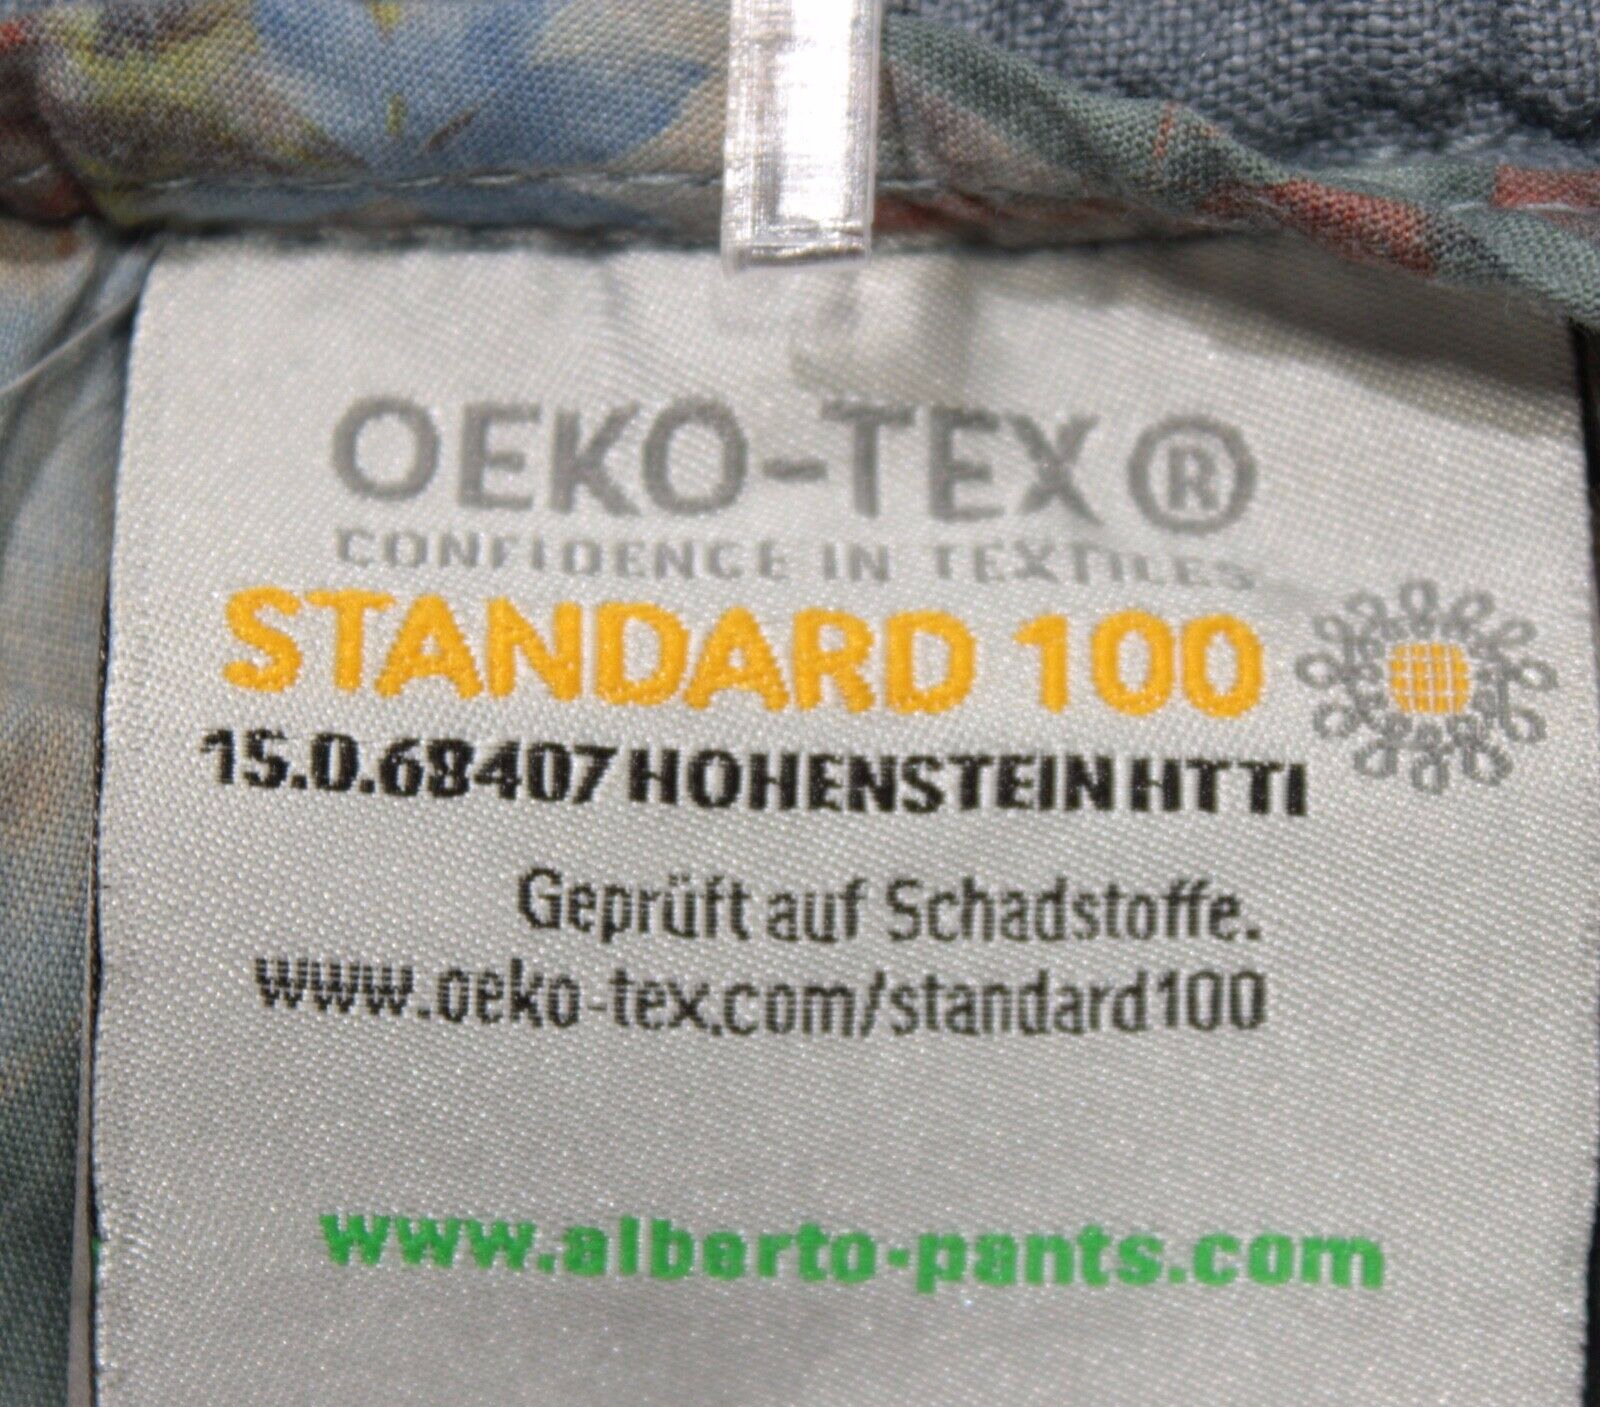 OEKO-TEX®
CONFIDENCE IN TEXTILES
STANDARD 100
15.0.68407 HOHENSTEIN HTTI
Geprüft auf Schadstoffe.
www.oeko-tex.com/standard100
www.alberto-pants.com